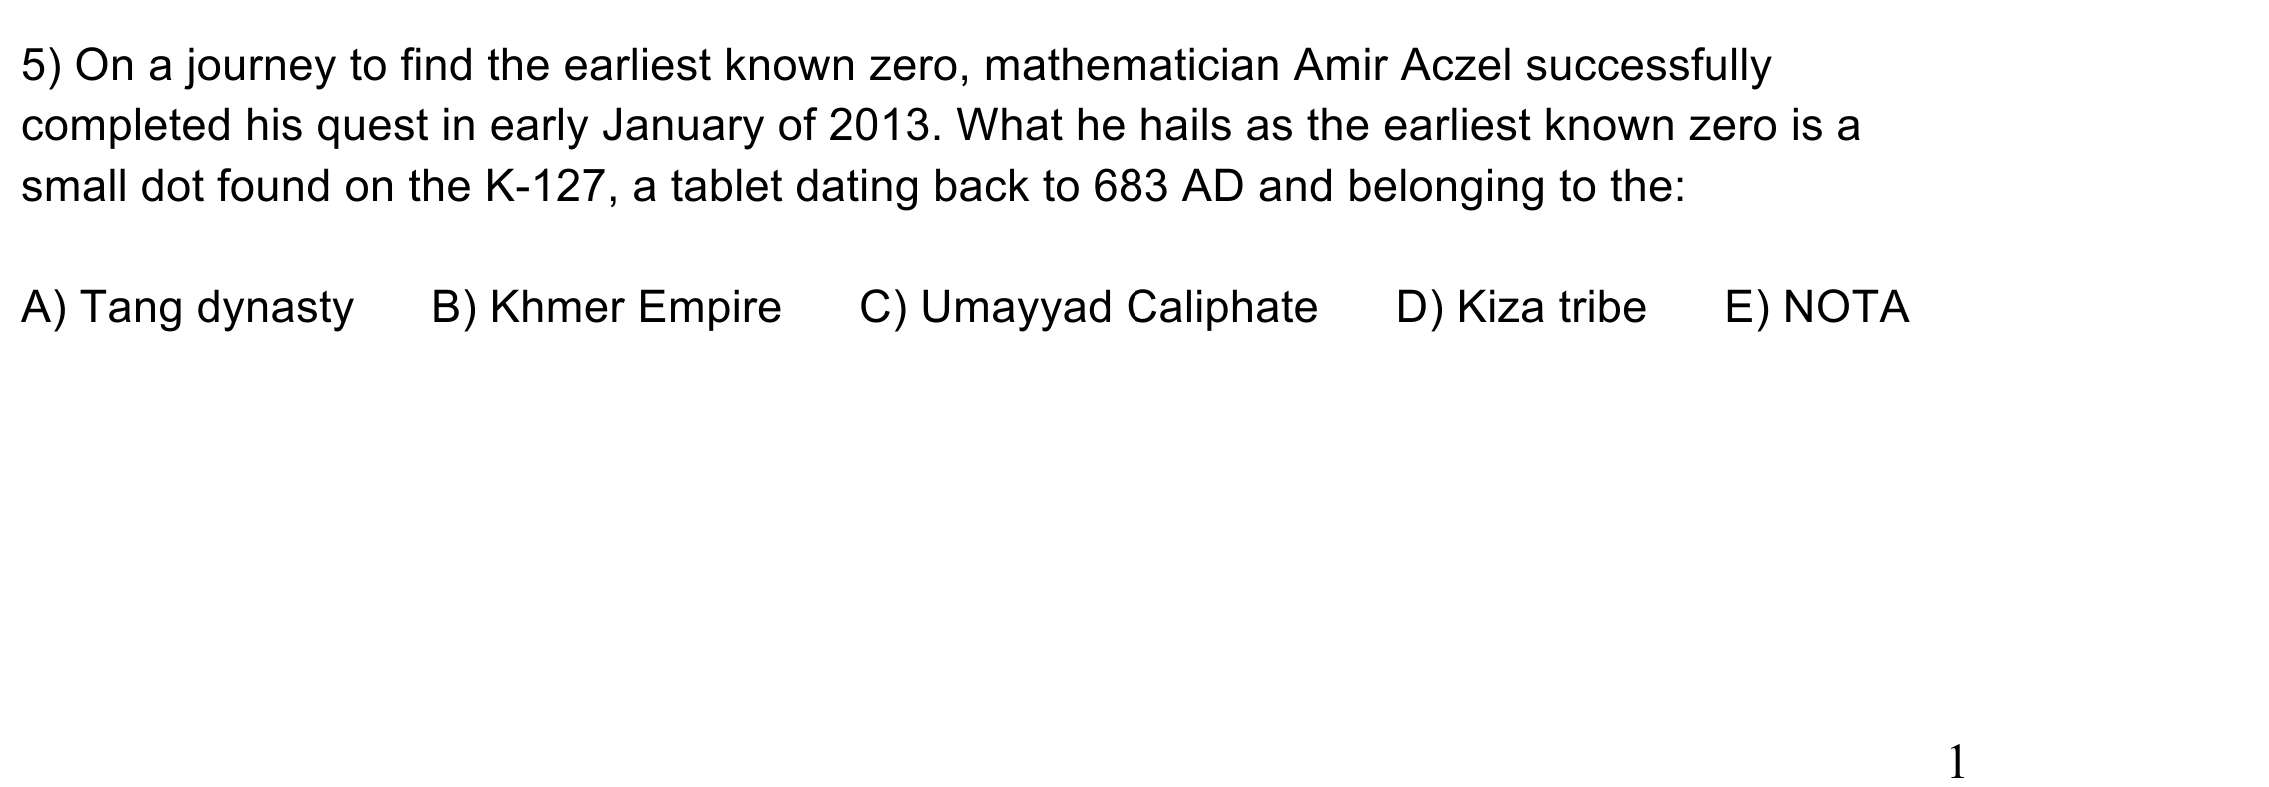 5) On a journey to find the earliest known zero, mathematician Amir Aczel successfully
completed his quest in early January of 2013. What he hails as the earliest known zero is a
small dot found on the K-127, a tablet dating back to 683 AD and belonging to the:
A) Tang dynasty B) Khmer Empire C) Umayyad Caliphate D) Kiza tribe E) NOTA
1